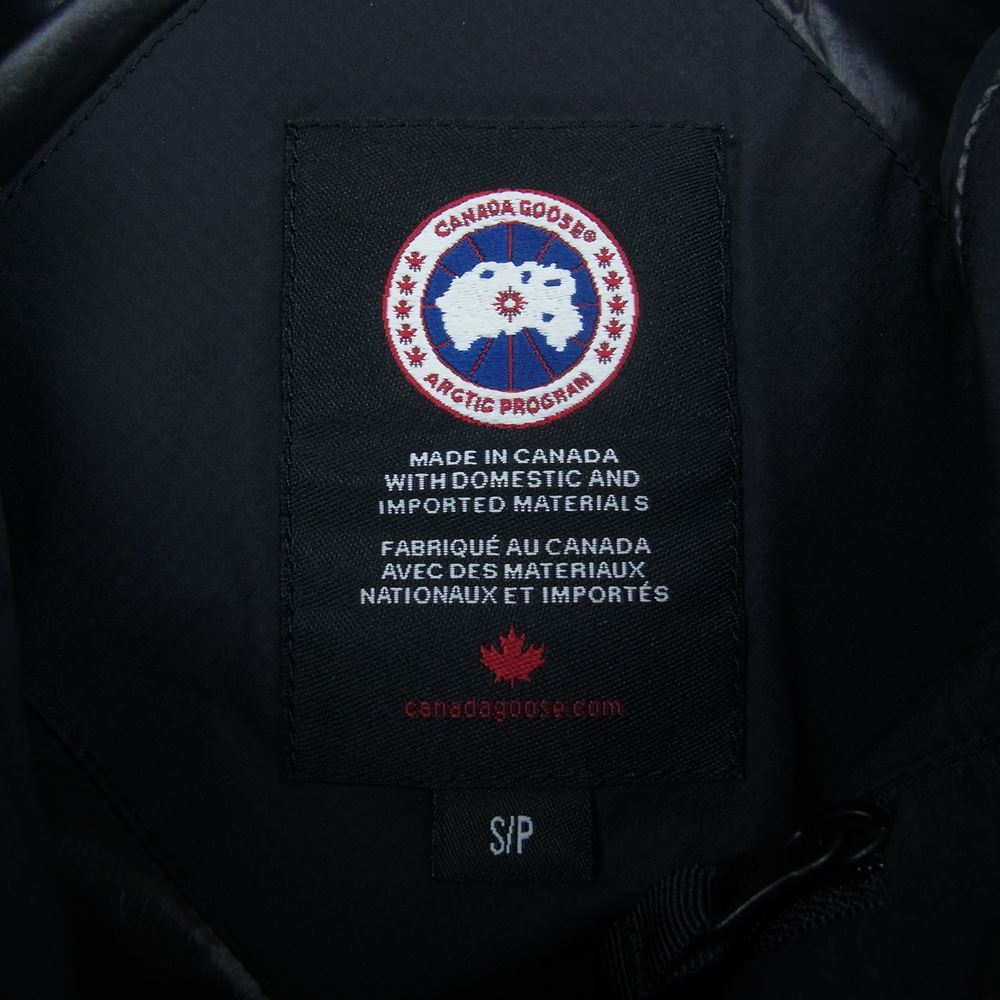 CANADA GOOSE®
ARCTIC PROGRAM
MADE IN CANADA
WITH DOMESTIC AND
IMPORTED MATERIALS
FABRIQUÉ AU CANADA
AVEC DES MATERIAUX
NATIONAUX ET IMPORTÉS
canadagoose.com
S/P